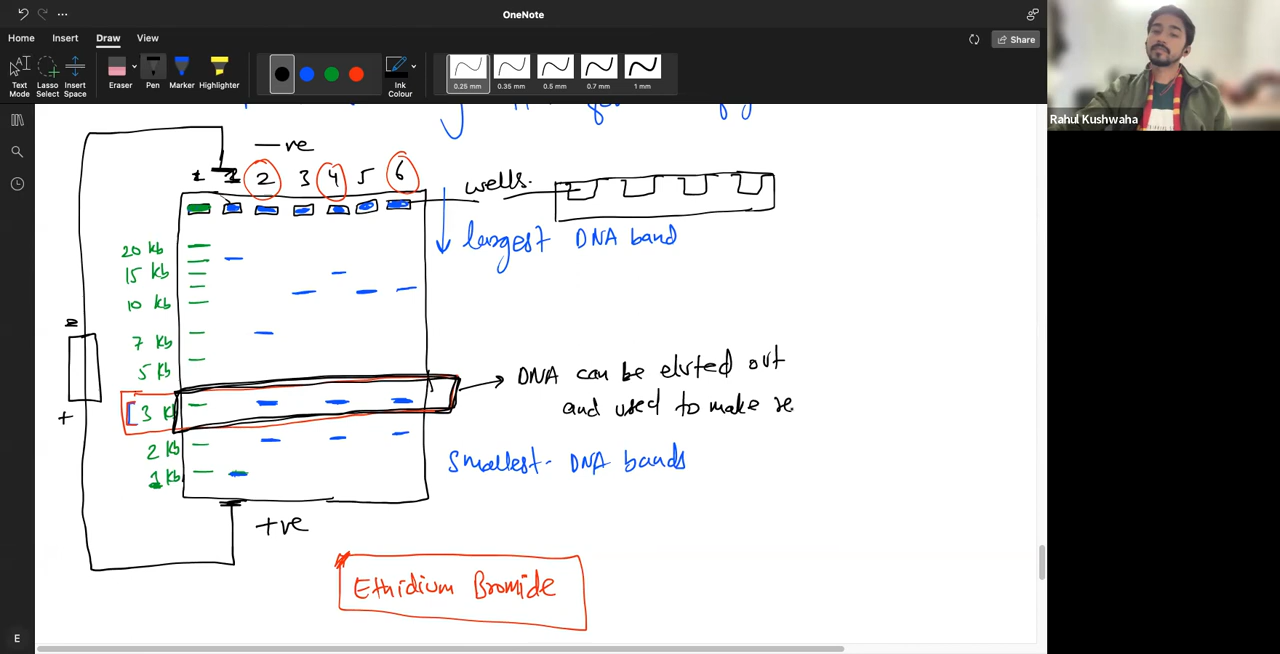 OneNote
Home Insert Draw View
Share
Text Mode
Lasso Select
Insert Space
Eraser
Pen
Marker
Highlighter
Ink Colour
0.25 mm
0.35 mm
0.5 mm
0.7 mm
1 mm
Rahul Kushwaha
-ve
2 3 4 5 6
wells.
largest DNA band
20 kb
15 kb
10 kb
7 kb
5 kb
3 kb
2 kb
1 kb
+
DNA can be eluted out
and used to make re
Smallest- DNA bands
+ve
Ethidium Bromide
E